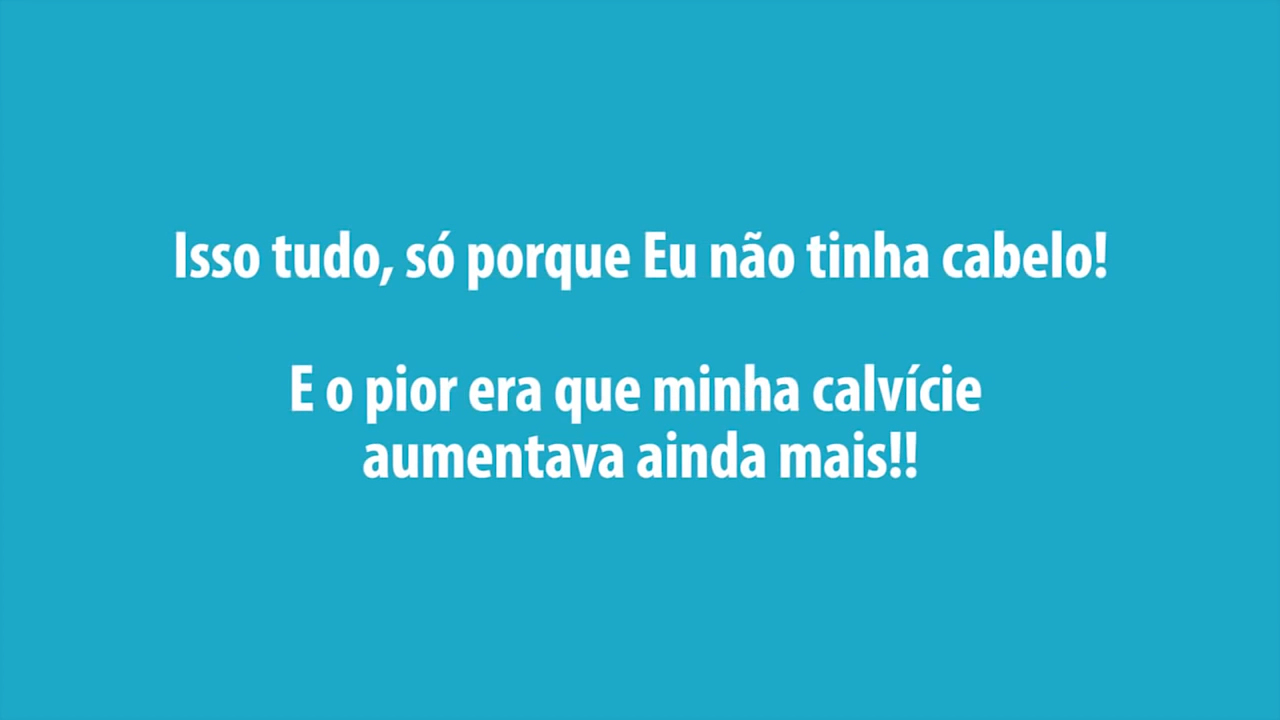 Isso tudo, só porque Eu não tinha cabelo!
E o pior era que minha calvície
aumentava ainda mais!!